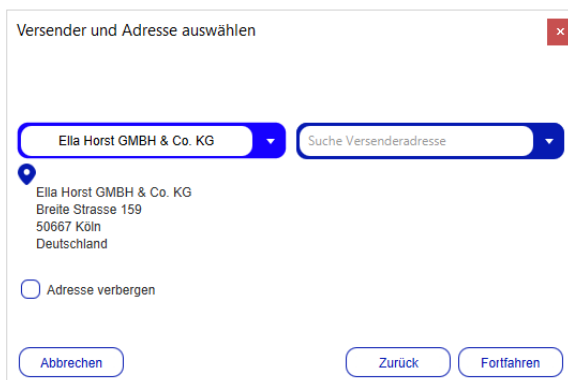 Versender und Adresse auswählen
Ella Horst GMBH & Co. KG
Suche Versenderadresse
Ella Horst GMBH & Co. KG
Breite Strasse 159
50667 Köln
Deutschland
Adresse verbergen
Abbrechen
Zurück
Fortfahren